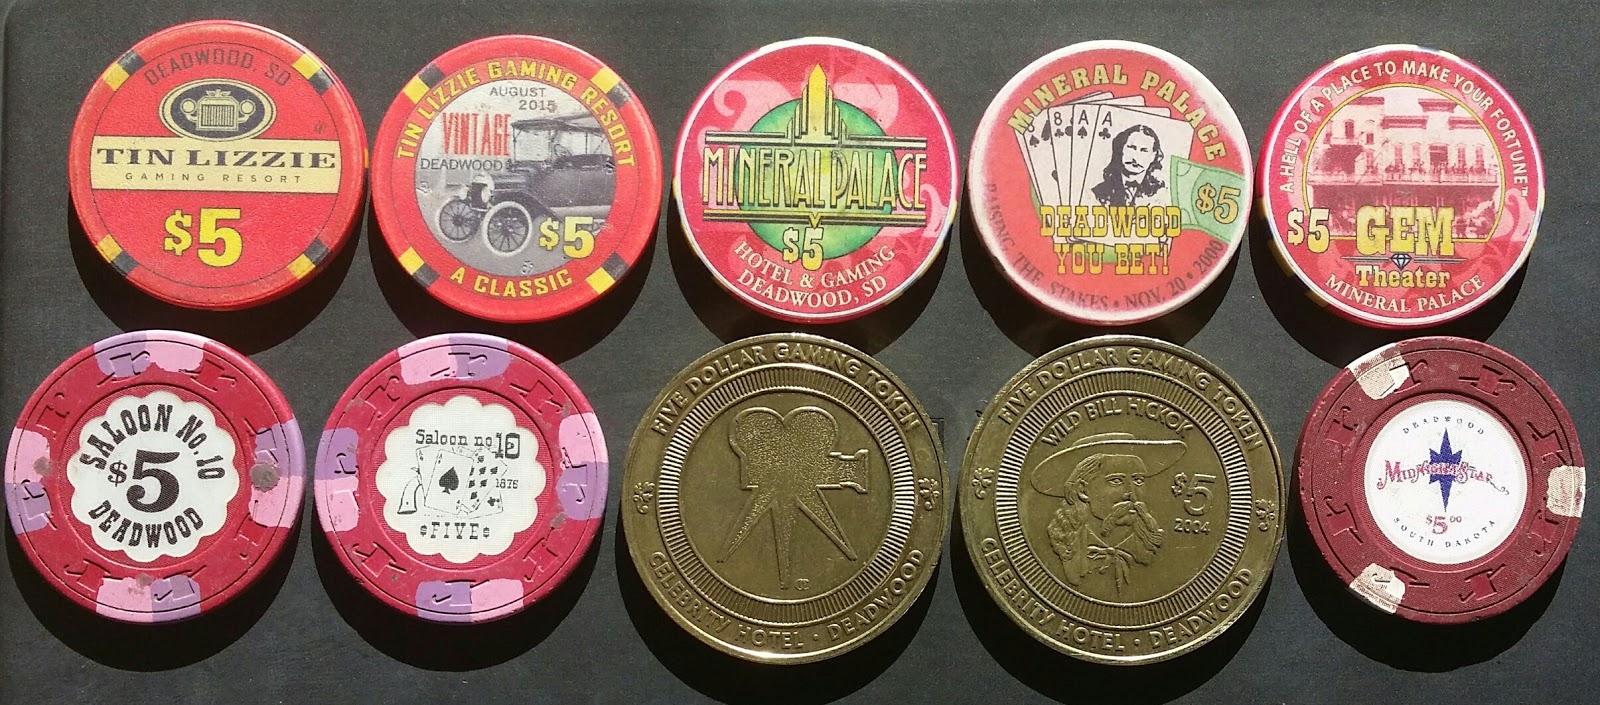 DEADWOOD, SD
TIN LIZZIE
GAMING RESORT
$5
TIN LIZZIE GAMING RESORT
AUGUST
2015
VINTAGE
DEADWOOD
$5
A CLASSIC
MINERAL PALACE
$5
HOTEL & GAMING
DEADWOOD, SD
MINERAL PALACE
8 A A
$5
DEADWOOD
YOU BET!
RAISING THE STAKES • NOV. 20 • 2000
A HELL OF A PLACE TO MAKE YOUR FORTUNE™
$5
GEM
Theater
MINERAL PALACE
SALOON No. 10
$5
DEADWOOD
Saloon no 10
1876
$FIVE$
FIVE DOLLAR GAMING TOKEN
CELEBRITY HOTEL • DEADWOOD
FIVE DOLLAR GAMING TOKEN
WILD BILL HICKOK
$5
2004
CELEBRITY HOTEL • DEADWOOD
DEADWOOD
MIDNIGHT STAR
$5.00
SOUTH DAKOTA